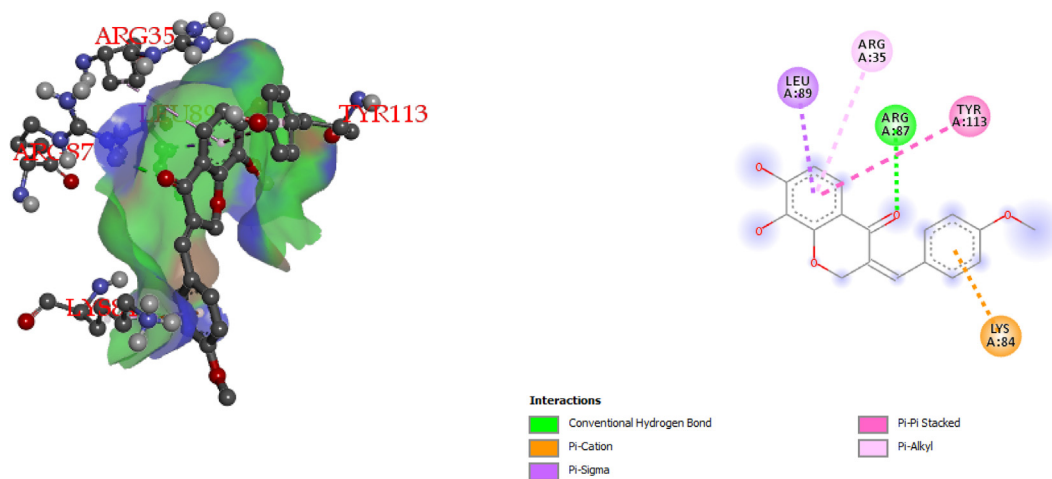 ARG35
LEU89
TYR113
ARG87
ARG
A:35
LEU
A:89
ARG
A:87
TYR
A:113
O
O
O
O
O
LYS
A:84
Interactions
Conventional Hydrogen Bond
Pi-Cation
Pi-Sigma
Pi-Pi Stacked
Pi-Alkyl